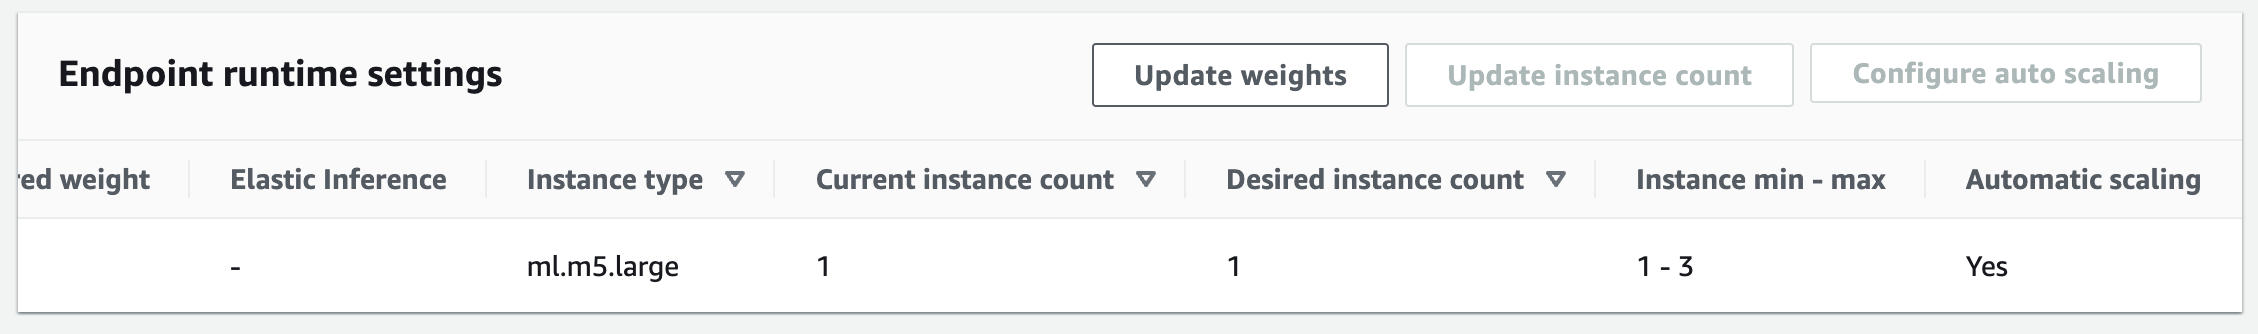 Endpoint runtime settings
Update weights
Update instance count
Configure auto scaling
red weight Elastic Inference Instance type Current instance count Desired instance count Instance min - max Automatic scaling
- ml.m5.large 1 1 1 - 3 Yes